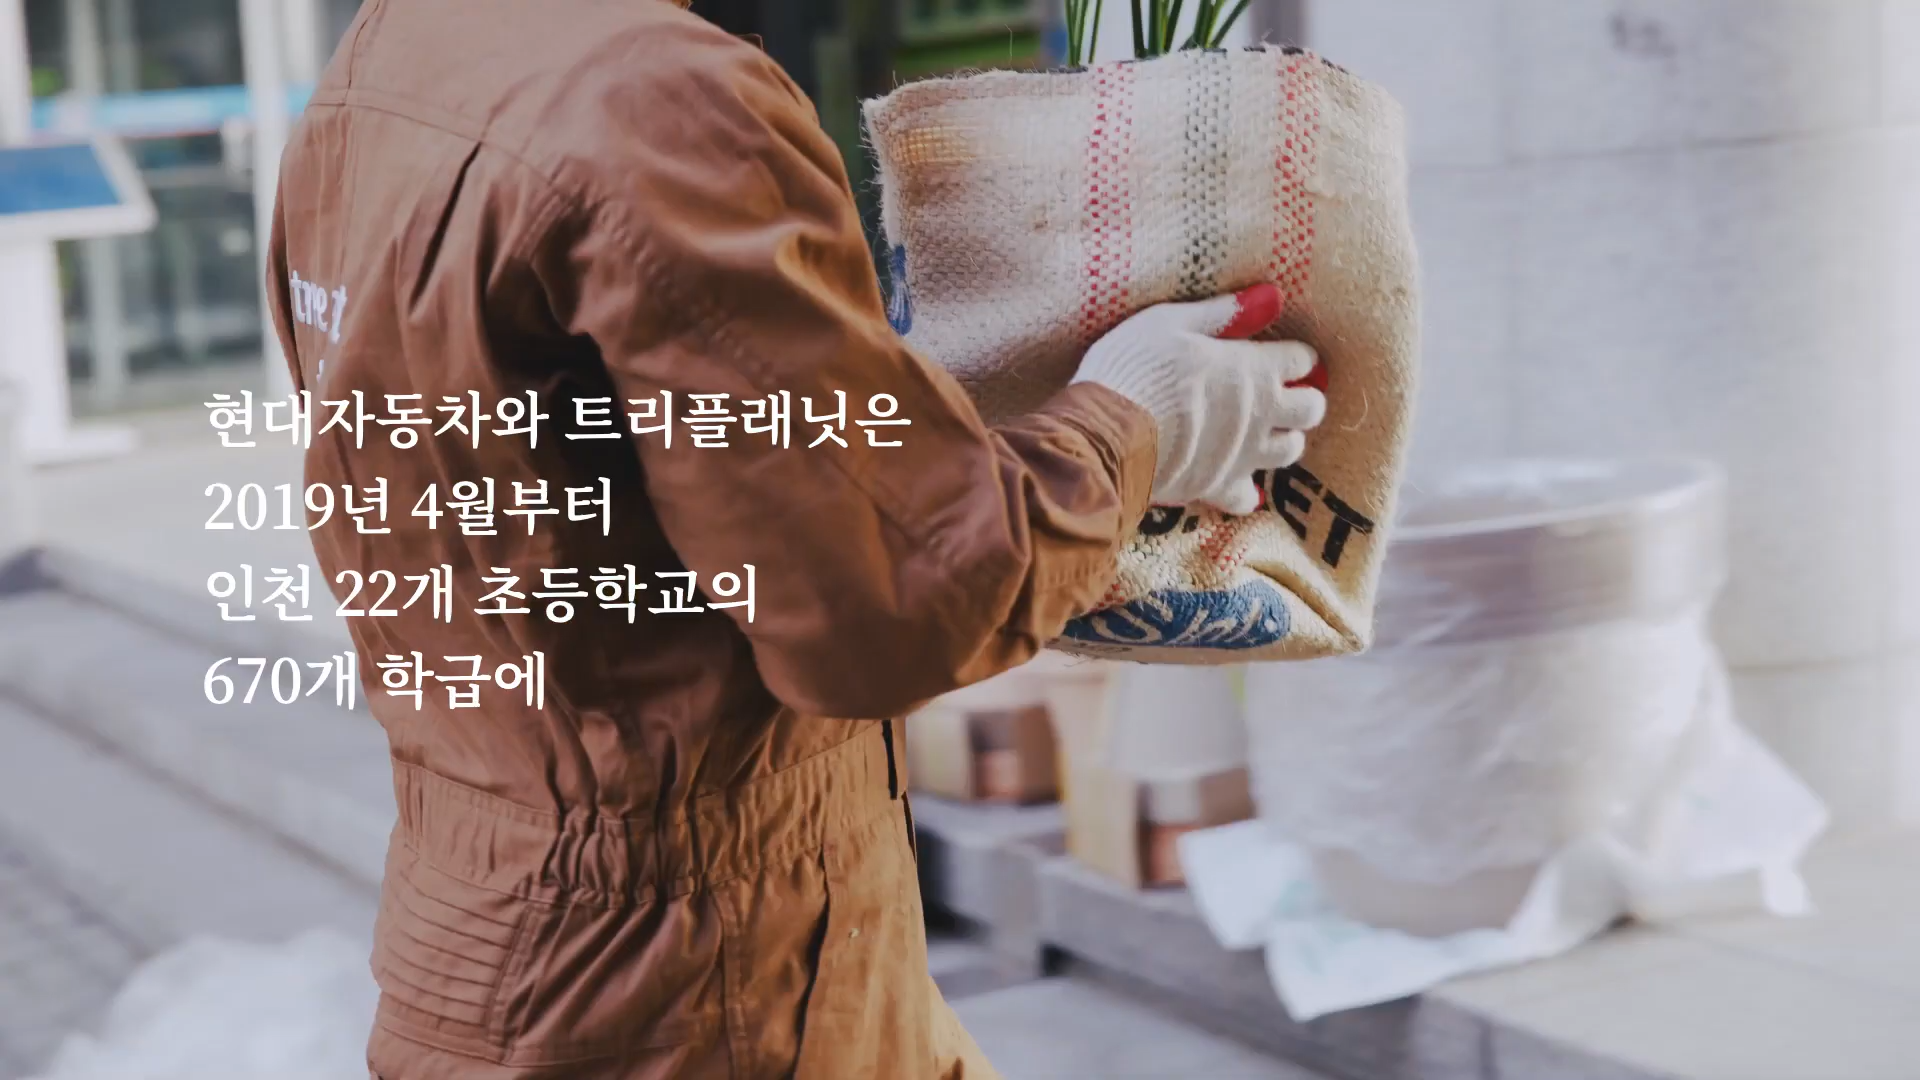 현대자동차와 트리플래닛은
2019년 4월부터
인천 22개 초등학교의
670개 학급에